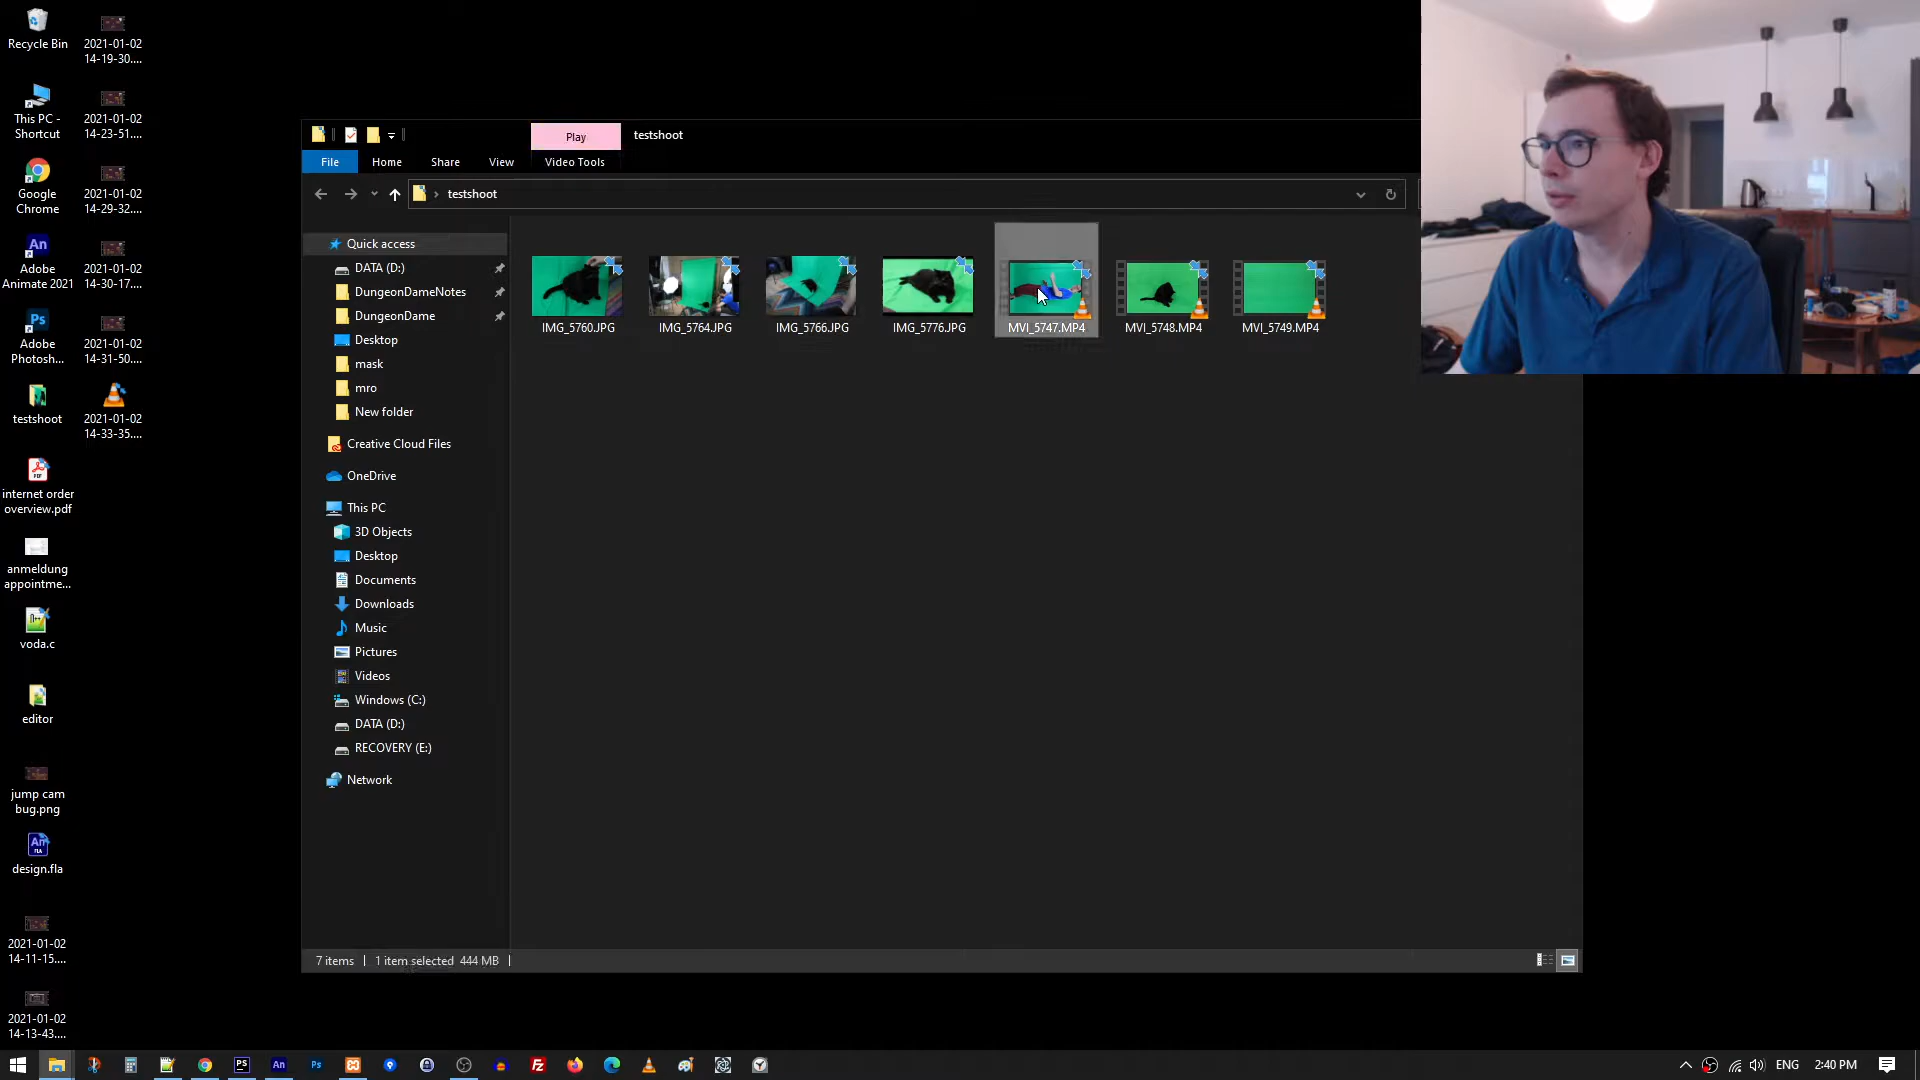 Recycle Bin
2021-01-02
14-19-30....
This PC -
Shortcut
2021-01-02
14-23-51....
Google
Chrome
2021-01-02
14-29-32....
Adobe
Animate 2021
2021-01-02
14-30-17....
Adobe
Photosh...
2021-01-02
14-31-50....
testshoot
2021-01-02
14-33-35....
internet order
overview.pdf
anmeldung
appointme...
voda.c
editor
jump cam
bug.png
design.fla
2021-01-02
14-11-15....
2021-01-02
14-13-43....
Play
testshoot
File
Home
Share
View
Video Tools
testshoot
Quick access
DATA (D:)
DungeonDameNotes
DungeonDame
Desktop
mask
mro
New folder
Creative Cloud Files
OneDrive
This PC
3D Objects
Desktop
Documents
Downloads
Music
Pictures
Videos
Windows (C:)
DATA (D:)
RECOVERY (E:)
Network
IMG_5760.JPG
IMG_5764.JPG
IMG_5766.JPG
IMG_5776.JPG
MVI_5747.MP4
MVI_5748.MP4
MVI_5749.MP4
7 items
1 item selected 444 MB
ENG
2:40 PM